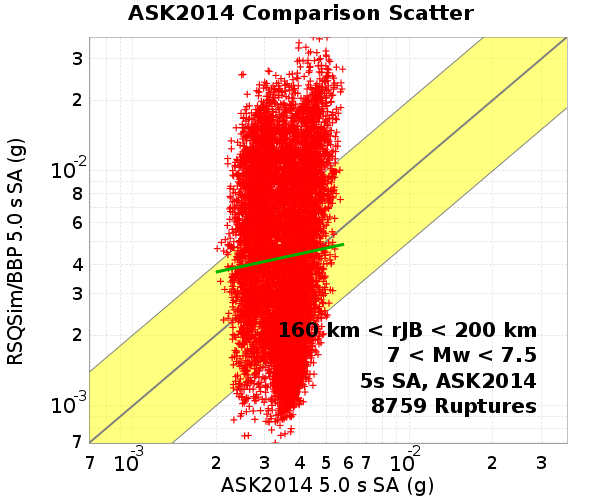 ASK2014 Comparison Scatter
RSQSim/BBP 5.0 s SA (g)
3
2
10-2
8
6
4
3
2
10-3
7
160 km < rJB < 200 km
7 < Mw < 7.5
5s SA, ASK2014
8759 Ruptures
7 10-3 2 3 4 5 6 7 10-2 2 3
ASK2014 5.0 s SA (g)